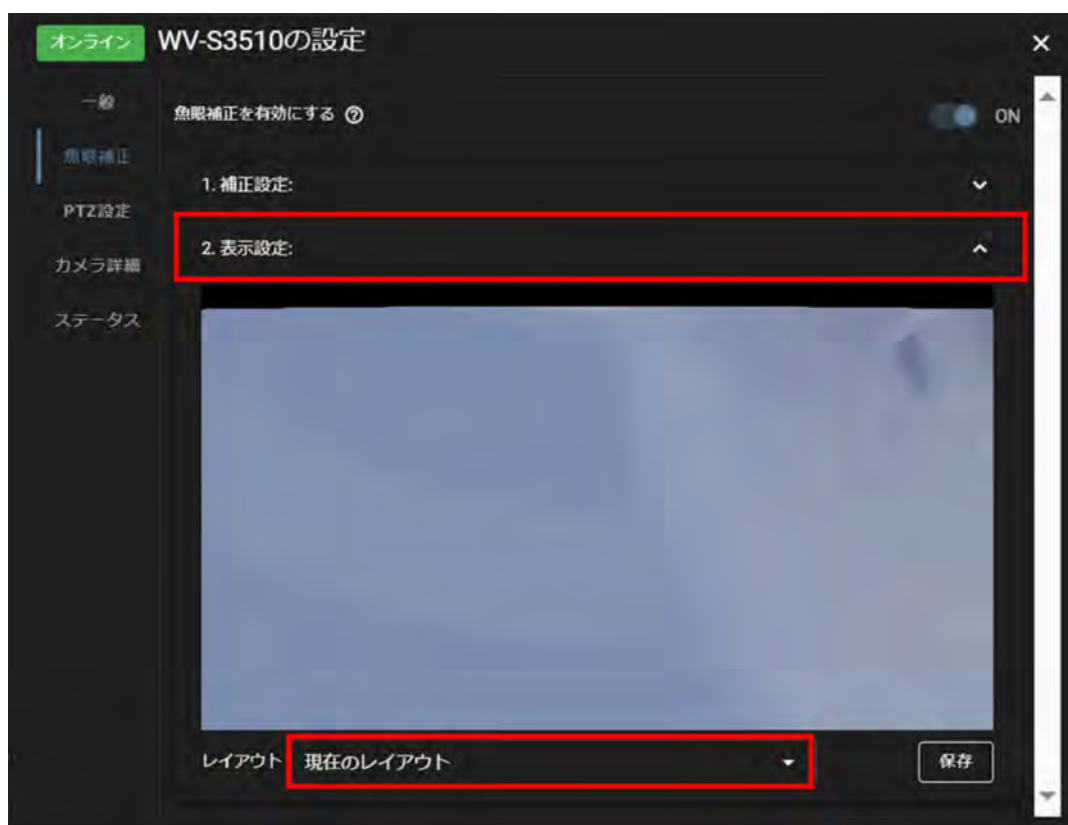 オンライン WV-S3510の設定
一般
魚眼補正を有効にする ON
魚眼補正
1. 補正設定:
PTZ設定
2. 表示設定:
カメラ詳細
ステータス
レイアウト 現在のレイアウト 保存